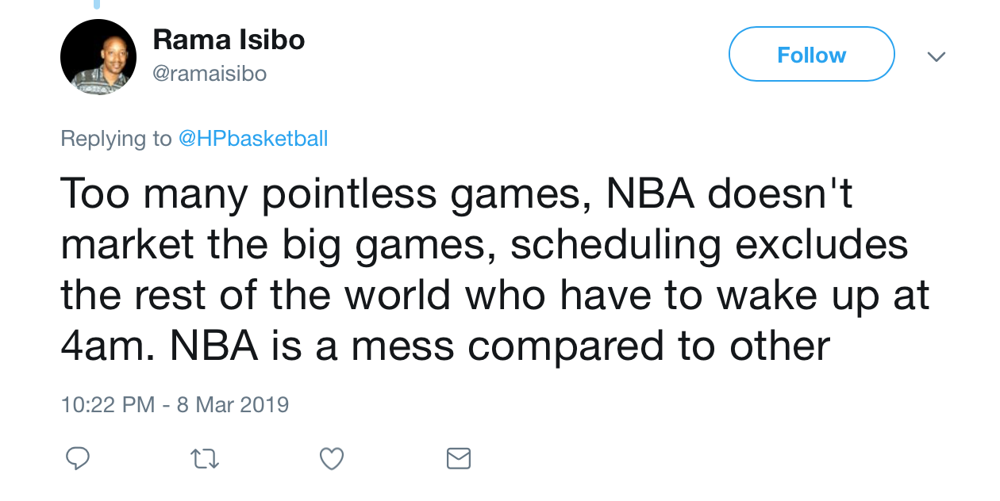 Rama Isibo
@ramaisibo
Follow
Replying to @HPbasketball
Too many pointless games, NBA doesn't
market the big games, scheduling excludes
the rest of the world who have to wake up at
4am. NBA is a mess compared to other
10:22 PM - 8 Mar 2019